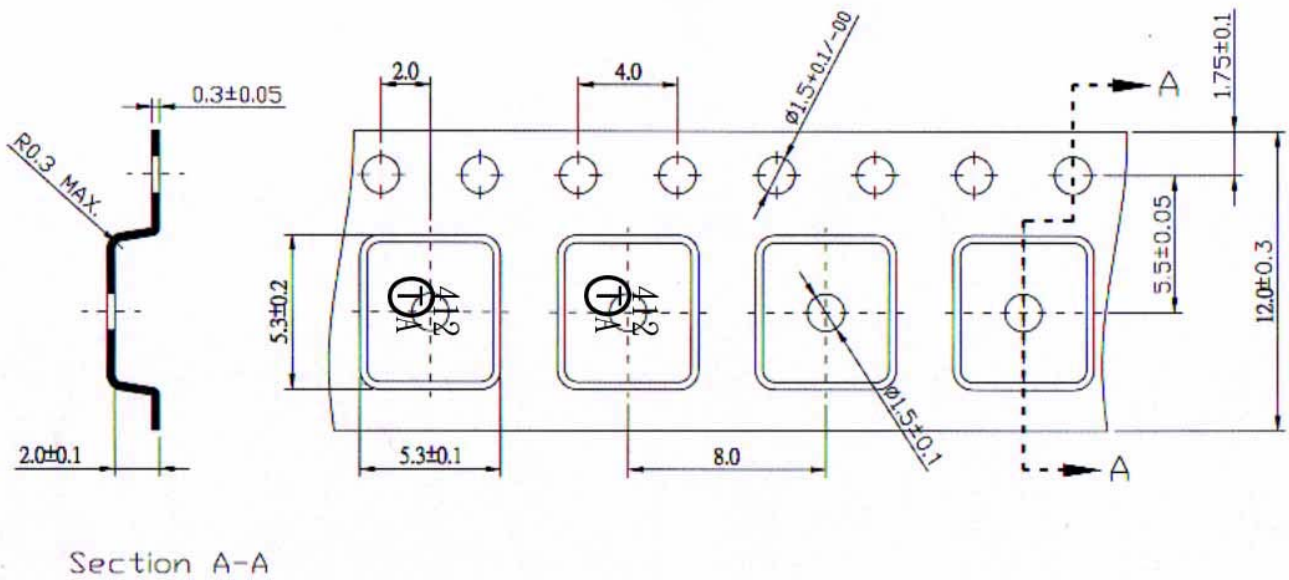 0.3±0.05
R0.3 MAX.
2.0±0.1
Section A-A
2.0
4.0
Ø1.5+0.1/-00
A
1.75±0.1
5.5±0.05
12.0±0.3
5.3±0.2
412
T
A
412
T
A
Ø1.5±0.1
5.3±0.1
8.0
A